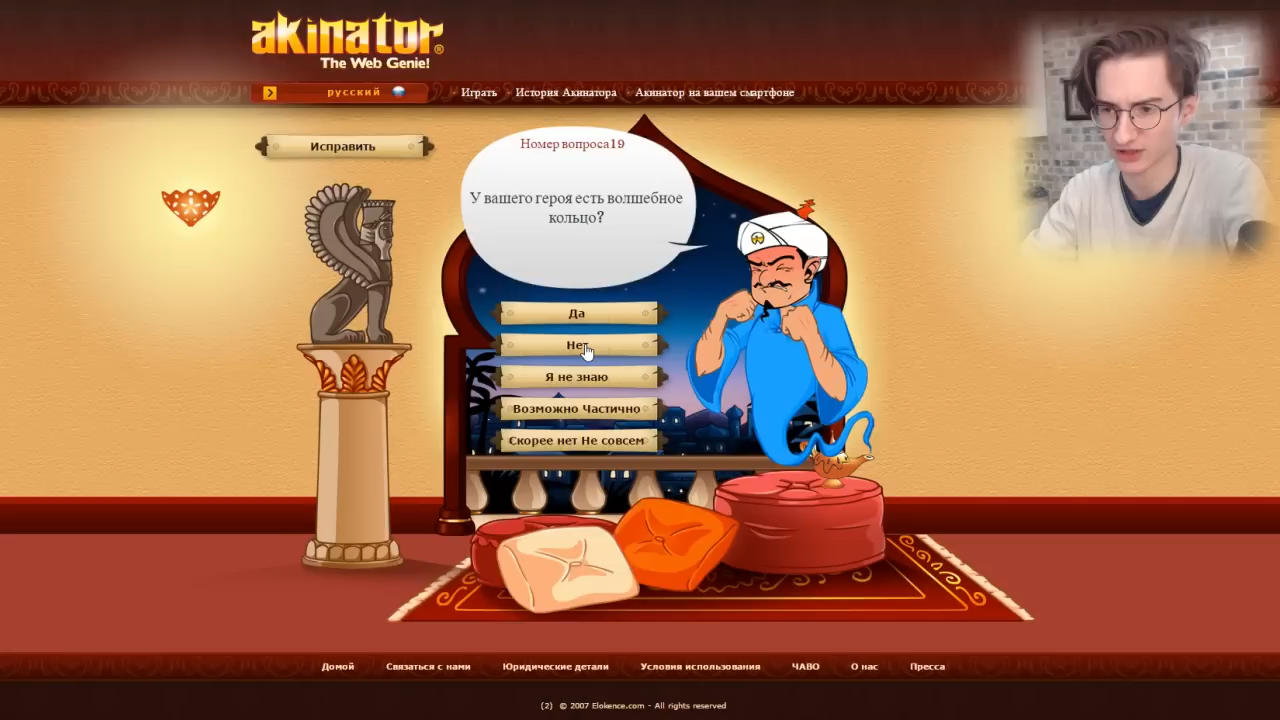 akinator®
The Web Genie!
русский
Играть
История Акинатора
Акинатор на вашем смартфоне
Исправить
Номер вопроса19
У вашего героя есть волшебное
кольцо?
Да
Нет
Я не знаю
Возможно Частично
Скорее нет Не совсем
Домой
Связаться с нами
Юридические детали
Условия использования
ЧАВО
О нас
Пресса
(2) © 2007 Elokence.com - All rights reserved